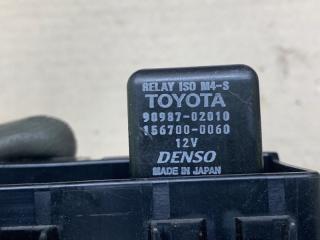 RELAY ISO M4-S
TOYOTA
90987-02010
156700-0060
12V
DENSO
MADE IN JAPAN